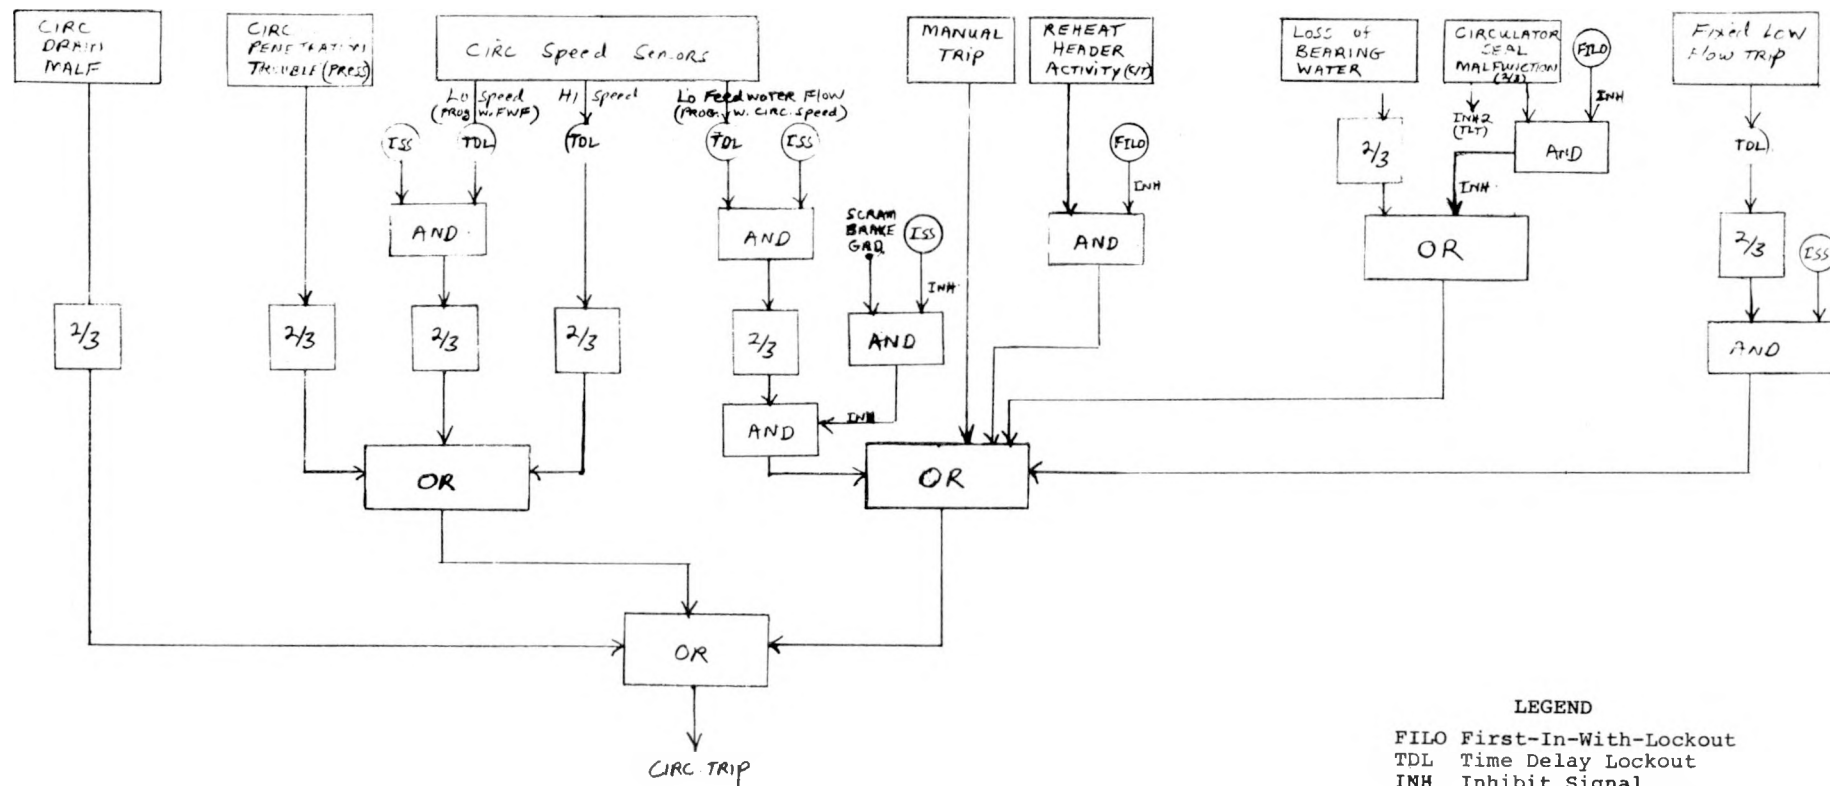 CIRC
DRAIN
MALF
CIRC
PENETRATION
TROUBLE (PRESS)
CIRC Speed Sensors
MANUAL
TRIP
REHEAT
HEADER
ACTIVITY
Loss of
BEARING
WATER
CIRCULATOR
SEAL
MALFUNCTION
(2/3)
FILO
Fixed Low
Flow TRIP
Lo Speed
(PROG. W. FWF)
HI Speed
Lo Feedwater Flow
(PROG. W. CIRC. Speed)
INH
INH2
(TLT)
ISS
TDL
TDL
TDL
ISS
FILO
2/3
AND
TDL
INH
INH
AND
AND
SCRAM
BRAKE
ISS
AND
OR
2/3
ISS
INH
2/3
2/3
2/3
2/3
2/3
AND
AND
AND
INH
OR
OR
OR
CIRC TRIP
LEGEND
FILO First-In-With-Lockout
TDL Time Delay Lockout
INH Inhibit Signal